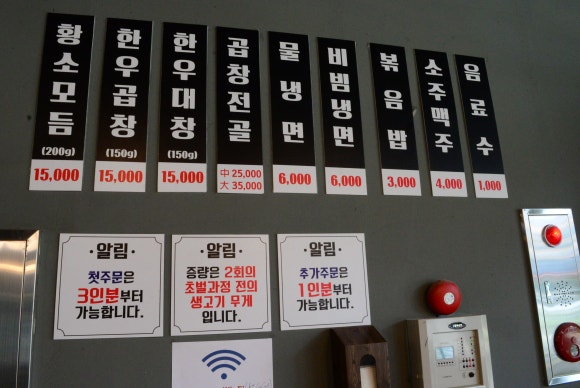 황소모듬
(200g)
15,000
한우곱창
(150g)
15,000
한우대창
(150g)
15,000
곱창전골
中 25,000
大 35,000
물냉면
6,000
비빔냉면
6,000
볶음밥
3,000
소주맥주
4,000
음료수
1,000
· 알림 ·
첫주문은
3인분부터
가능합니다.
· 알림 ·
중량은 2회의
초벌과정 전의
생고기 무게
입니다.
· 알림 ·
추가주문은
1인분부터
가능합니다.